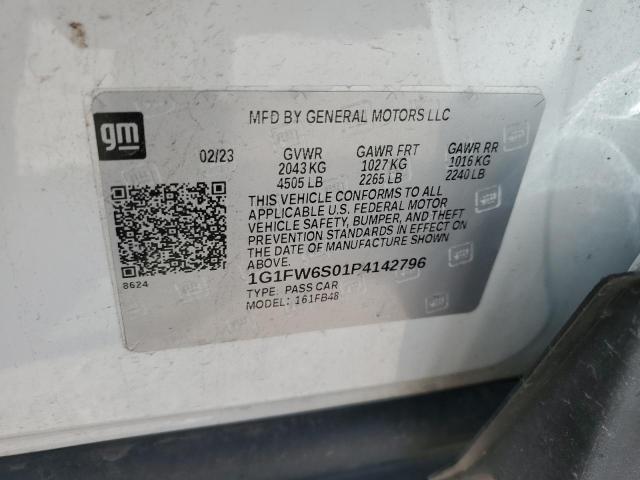 gm
MFD BY GENERAL MOTORS LLC
02/23 GVWR GAWR FRT GAWR RR
2043 KG 1027 KG 1016 KG
4505 LB 2265 LB 2240 LB
THIS VEHICLE CONFORMS TO ALL
APPLICABLE U.S. FEDERAL MOTOR
VEHICLE SAFETY, BUMPER, AND THEFT
PREVENTION STANDARDS IN EFFECT ON
THE DATE OF MANUFACTURE SHOWN
ABOVE.
8624
1G1FW6S01P4142796
TYPE: PASS CAR
MODEL: 161FB48